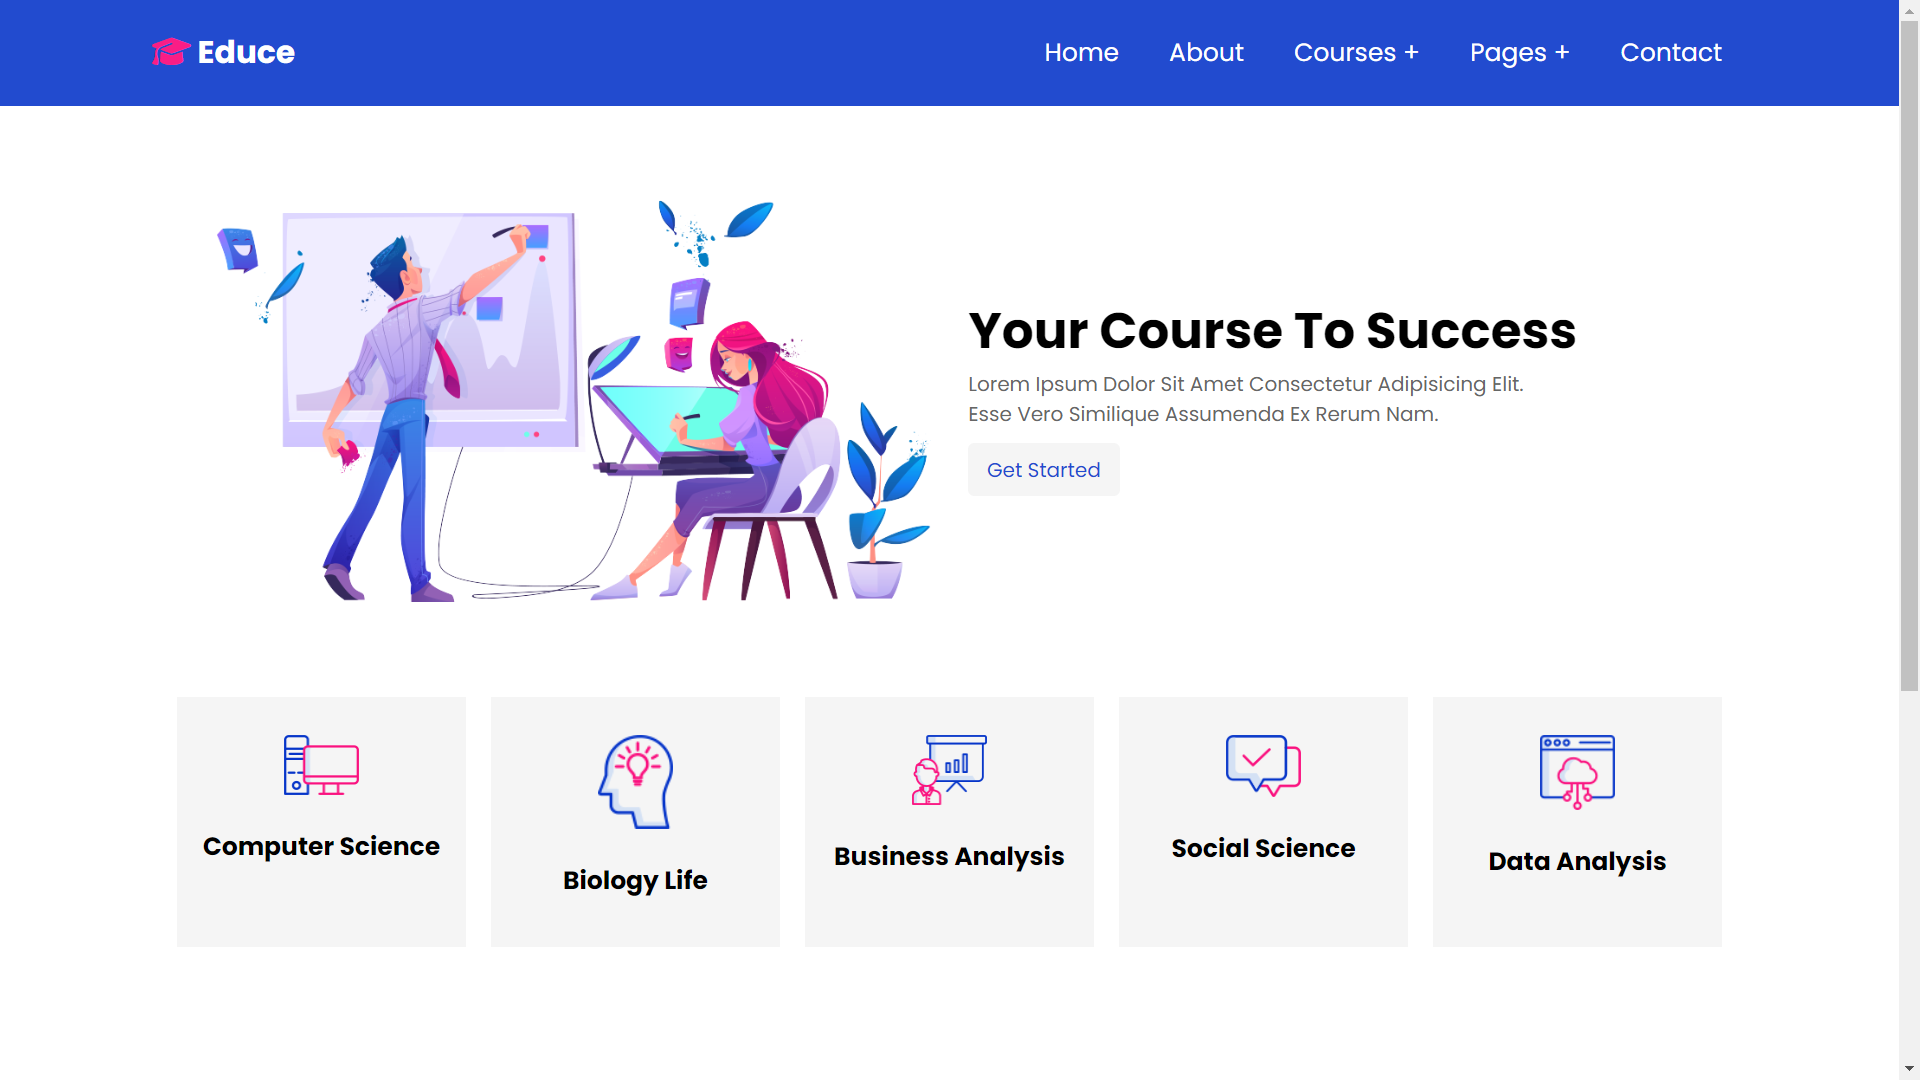 Educe
Home About Courses + Pages + Contact
Your Course To Success
Lorem Ipsum Dolor Sit Amet Consectetur Adipisicing Elit.
Esse Vero Similique Assumenda Ex Rerum Nam.
Get Started
Computer Science
Biology Life
Business Analysis
Social Science
Data Analysis